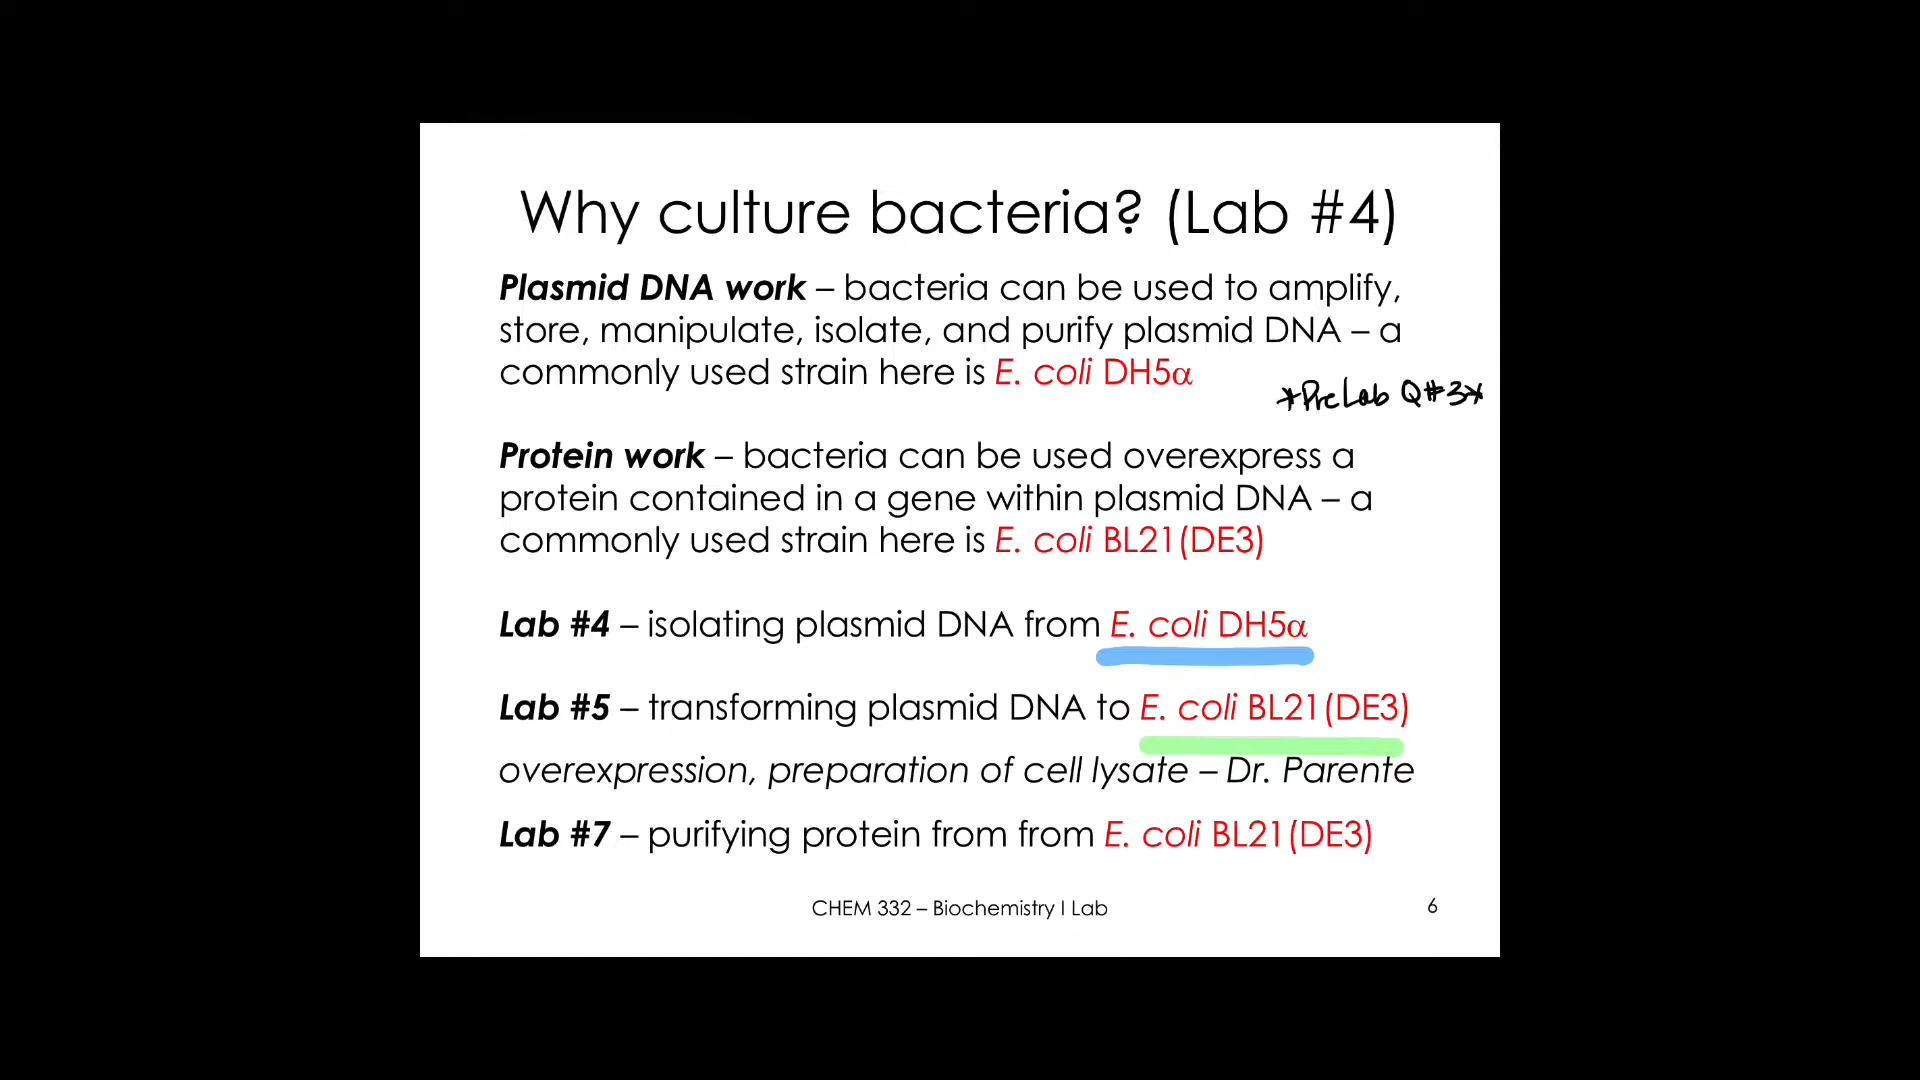 Why culture bacteria? (Lab #4)
Plasmid DNA work – bacteria can be used to amplify,
store, manipulate, isolate, and purify plasmid DNA – a
commonly used strain here is E. coli DH5α
*PreLab Q#3*
Protein work – bacteria can be used overexpress a
protein contained in a gene within plasmid DNA – a
commonly used strain here is E. coli BL21(DE3)
Lab #4 – isolating plasmid DNA from E. coli DH5α
Lab #5 – transforming plasmid DNA to E. coli BL21(DE3)
overexpression, preparation of cell lysate – Dr. Parente
Lab #7 – purifying protein from from E. coli BL21(DE3)
CHEM 332 – Biochemistry I Lab
6